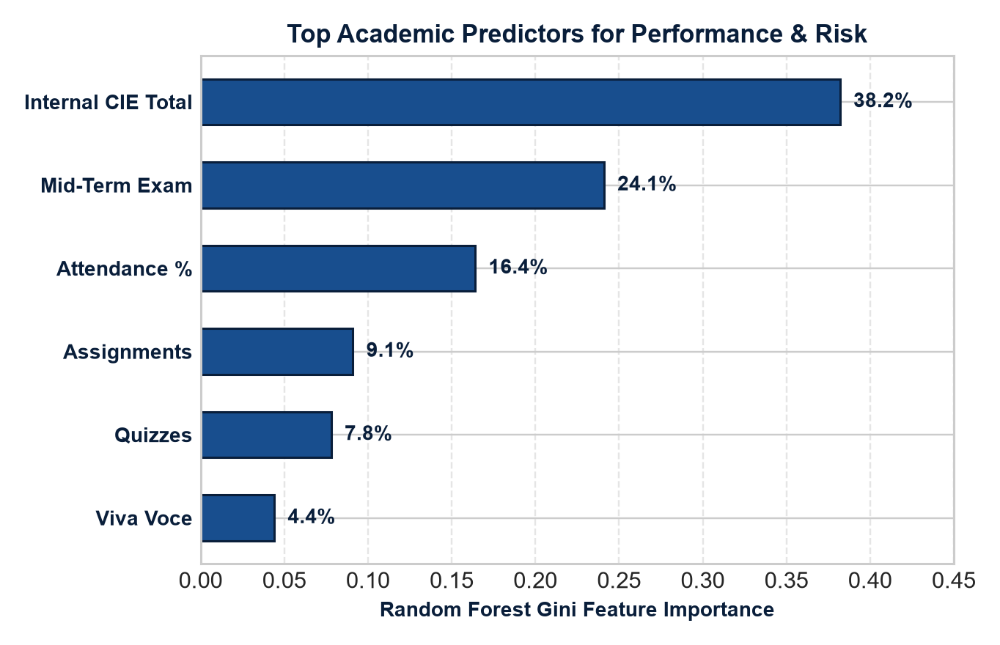 Top Academic Predictors for Performance & Risk
Internal CIE Total
38.2%
Mid-Term Exam
24.1%
Attendance %
16.4%
Assignments
9.1%
Quizzes
7.8%
Viva Voce
4.4%
0.00 0.05 0.10 0.15 0.20 0.25 0.30 0.35 0.40 0.45
Random Forest Gini Feature Importance